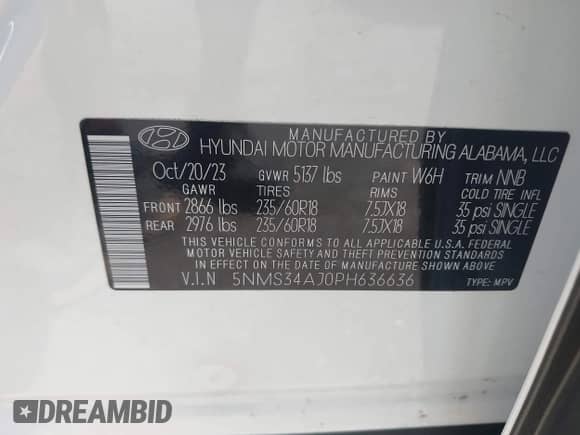 MANUFACTURED BY
HYUNDAI MOTOR MANUFACTURING ALABAMA, LLC
Oct/20/23 GVWR 5137 lbs PAINT W6H TRIM NNB
GAWR TIRES RIMS COLD TIRE INFL
FRONT 2866 lbs 235/60R18 7.5JX18 35 psi SINGLE
REAR 2976 lbs 235/60R18 7.5JX18 35 psi SINGLE
THIS VEHICLE CONFORMS TO ALL APPLICABLE U.S.A. FEDERAL
MOTOR VEHICLE SAFETY AND THEFT PREVENTION STANDARDS
IN EFFECT ON THE DATE OF MANUFACTURE SHOWN ABOVE.
V.I.N 5NMS34AJ0PH636636 TYPE: MPV
DREAMBID